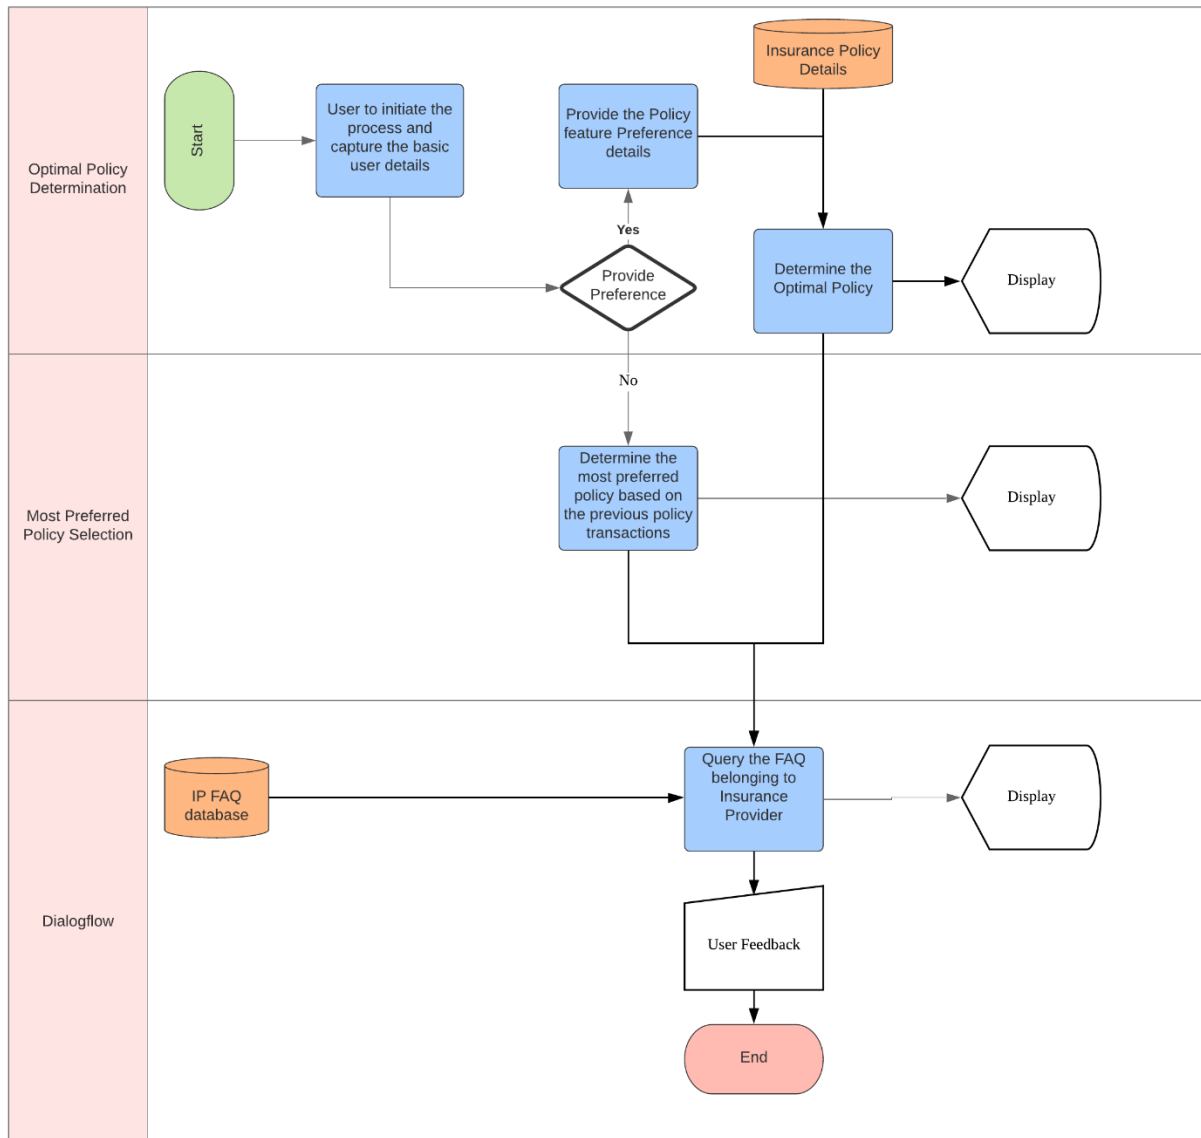 Optimal Policy
Determination
Start
User to initiate the
process and
capture the basic
user details
Provide the Policy
feature Preference
details
Insurance Policy
Details
Yes
Provide
Preference
Determine the
Optimal Policy
Display
No
Most Preferred
Policy Selection
Determine the
most preferred
policy based on
the previous policy
transactions
Display
Dialogflow
IP FAQ
database
Query the FAQ
belonging to
Insurance
Provider
Display
User Feedback
End